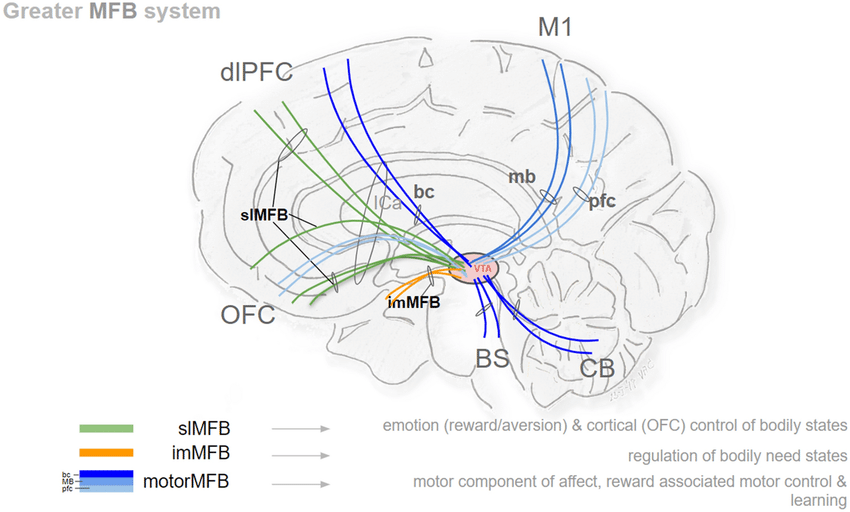 Greater MFB system
M1
dlPFC
mb
bc
lCa
pfc
slMFB
VTA
imMFB
OFC
BS
CB
slMFB
emotion (reward/aversion) & cortical (OFC) control of bodily states
imMFB
regulation of bodily need states
bc
MB
pfc
motorMFB
motor component of affect, reward associated motor control &
learning